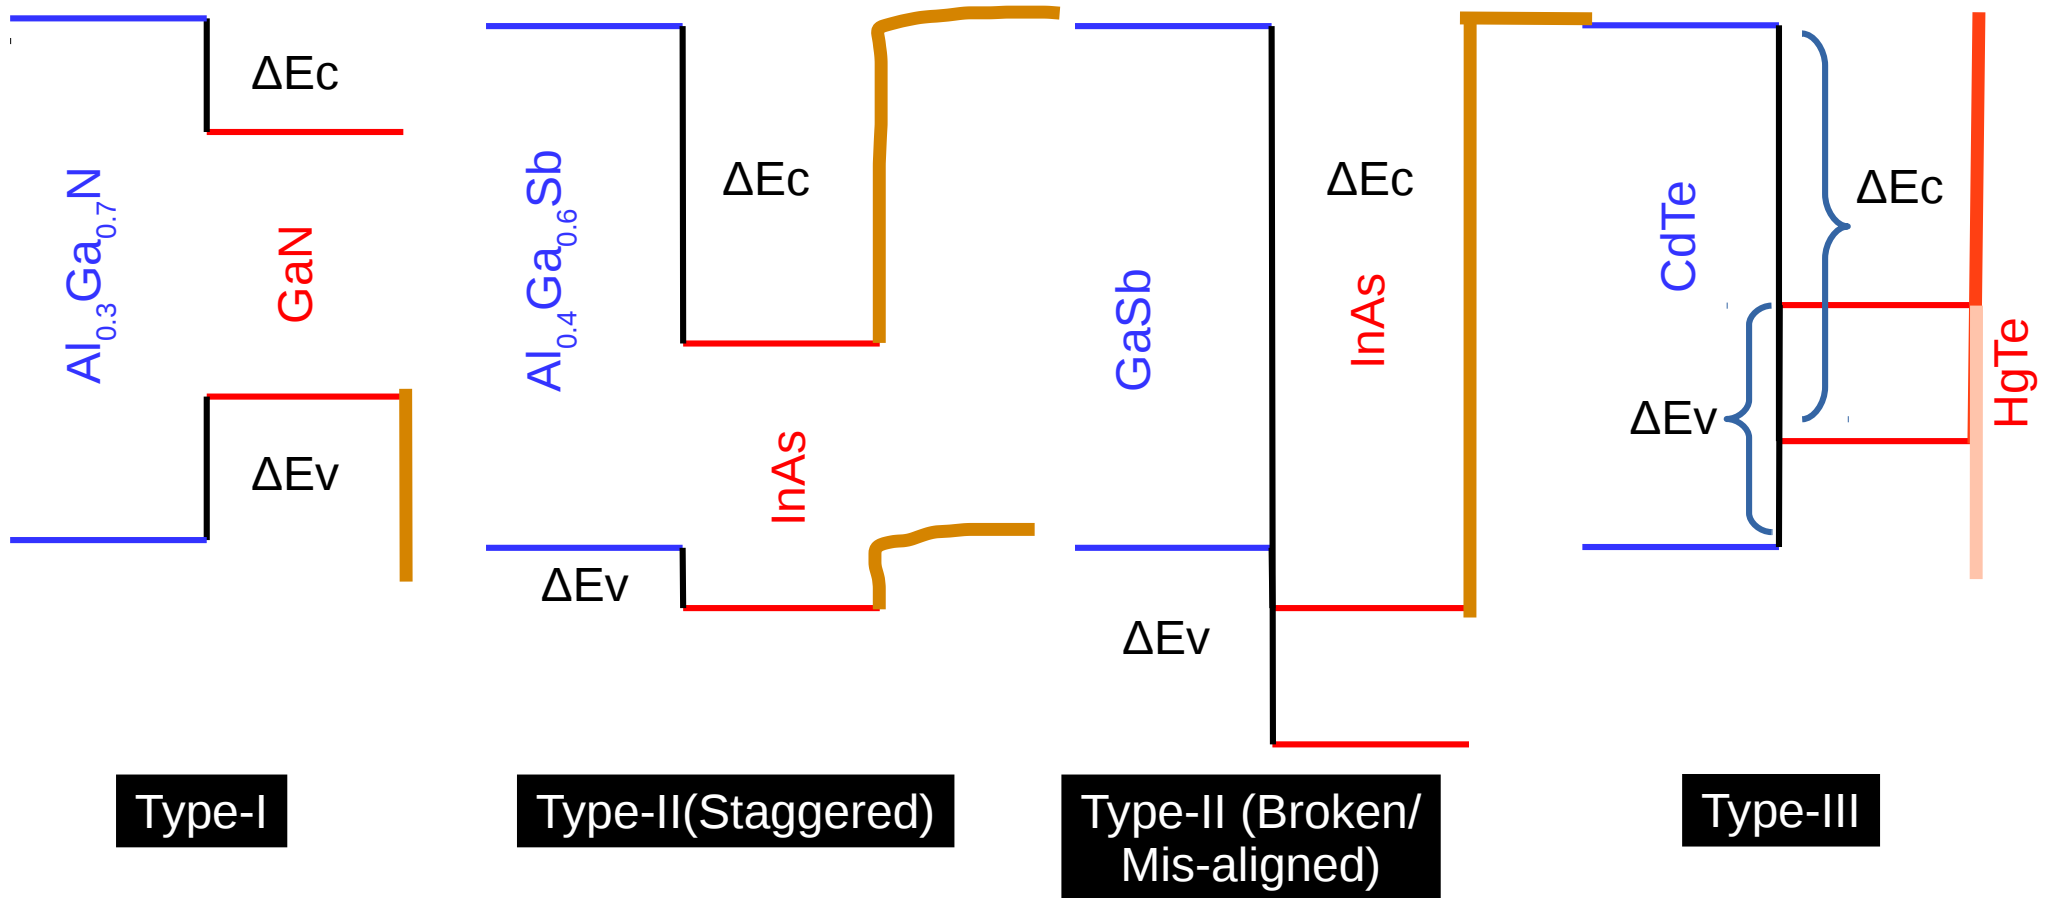 ΔEc
Al0.3Ga0.7N
GaN
ΔEv
Type-I
ΔEc
Al0.4Ga0.6Sb
InAs
ΔEv
Type-II(Staggered)
ΔEc
GaSb
InAs
ΔEv
Type-II (Broken/
Mis-aligned)
ΔEc
CdTe
HgTe
ΔEv
Type-III